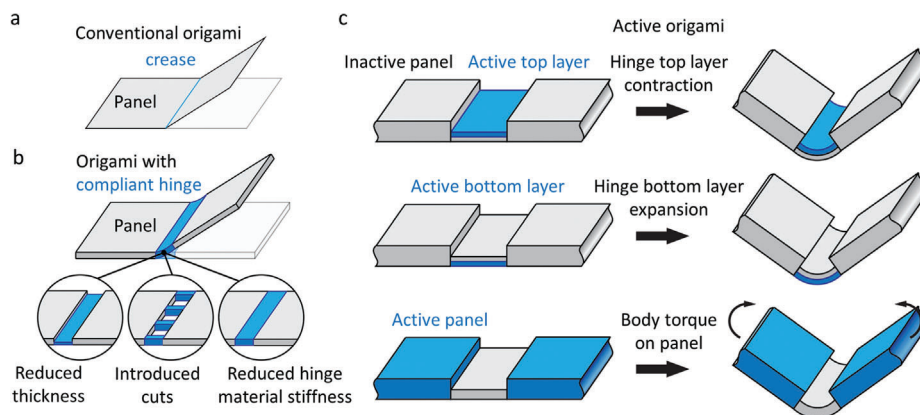 a
Conventional origami
crease
Panel
b
Origami with
compliant hinge
Panel
Reduced
thickness
Introduced
cuts
Reduced hinge
material stiffness
c
Active origami
Inactive panel
Active top layer
Hinge top layer
contraction
Active bottom layer
Hinge bottom layer
expansion
Active panel
Body torque
on panel